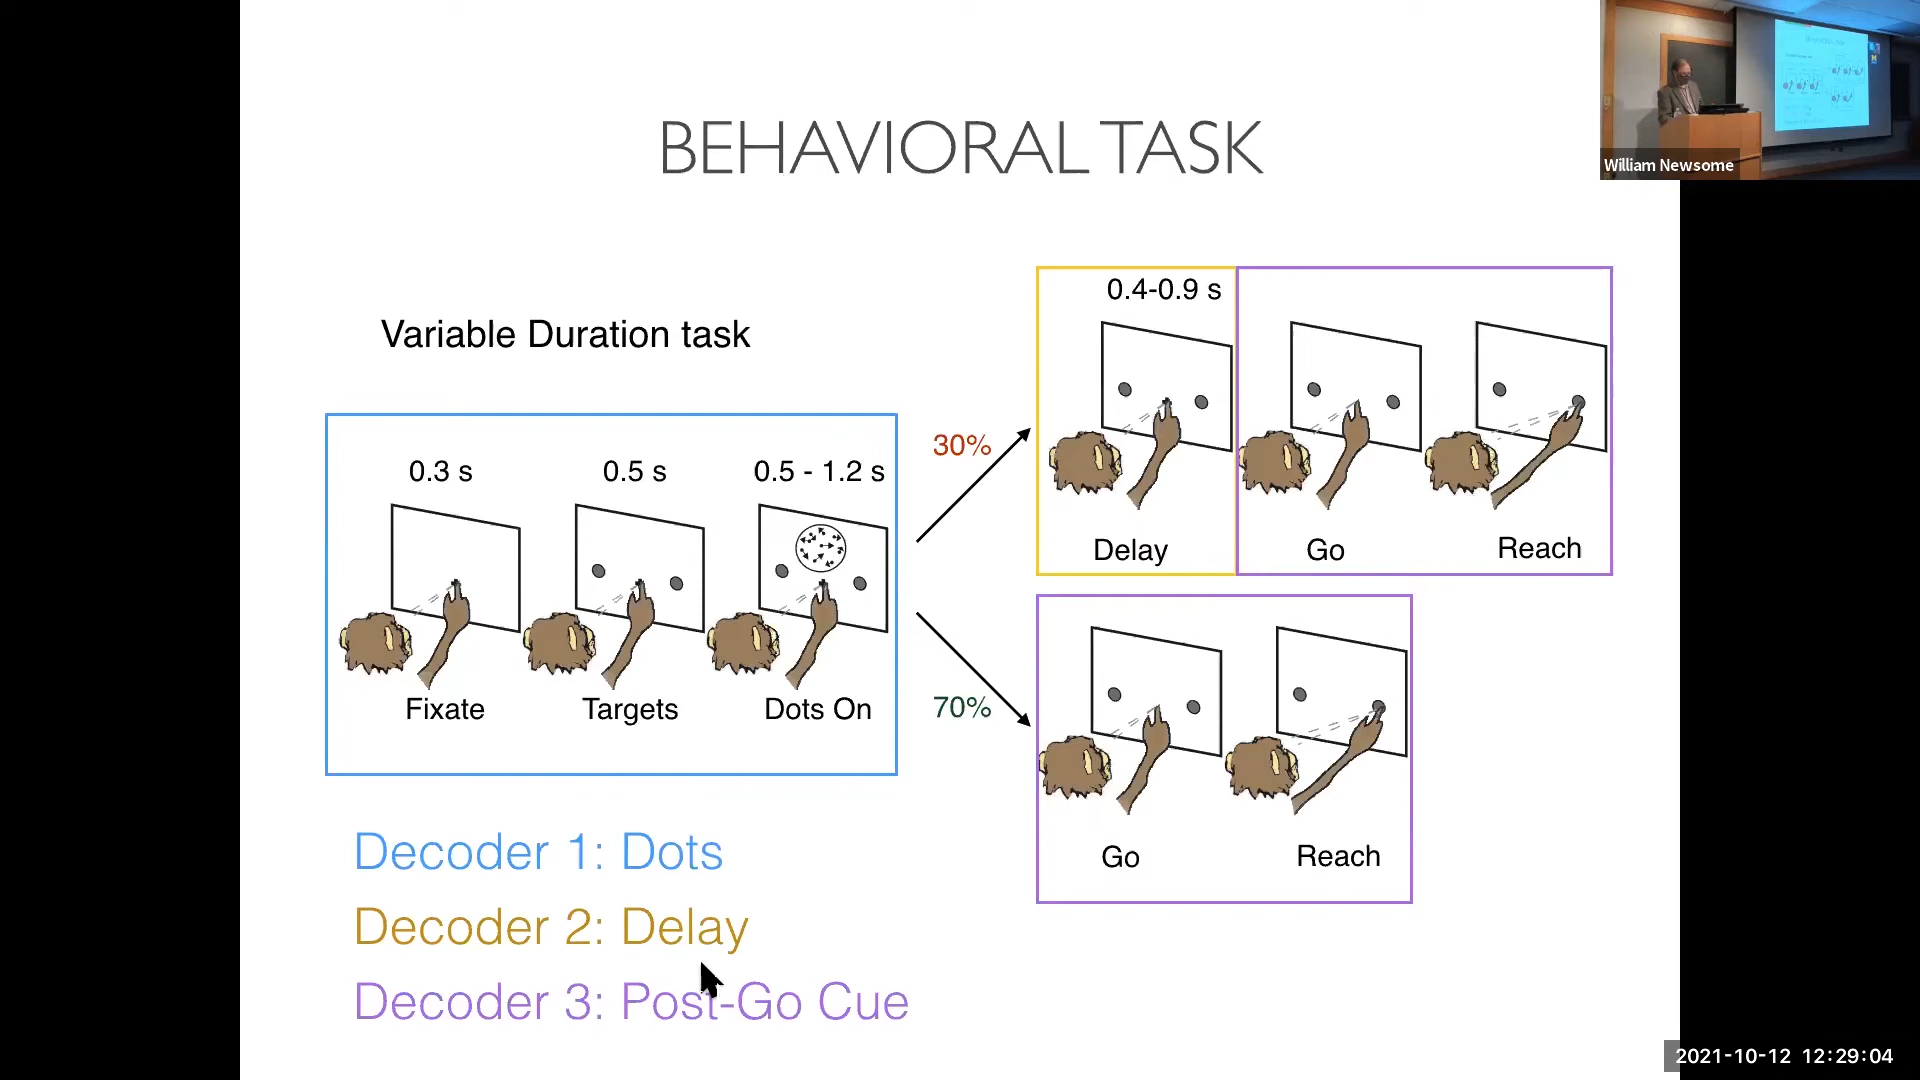 BEHAVIORAL TASK
William Newsome
Variable Duration task
0.3 s
0.5 s
0.5 - 1.2 s
Fixate
Targets
Dots On
30%
70%
0.4-0.9 s
Delay
Go
Reach
Go
Reach
Decoder 1: Dots
Decoder 2: Delay
Decoder 3: Post-Go Cue
2021-10-12 12:29:04